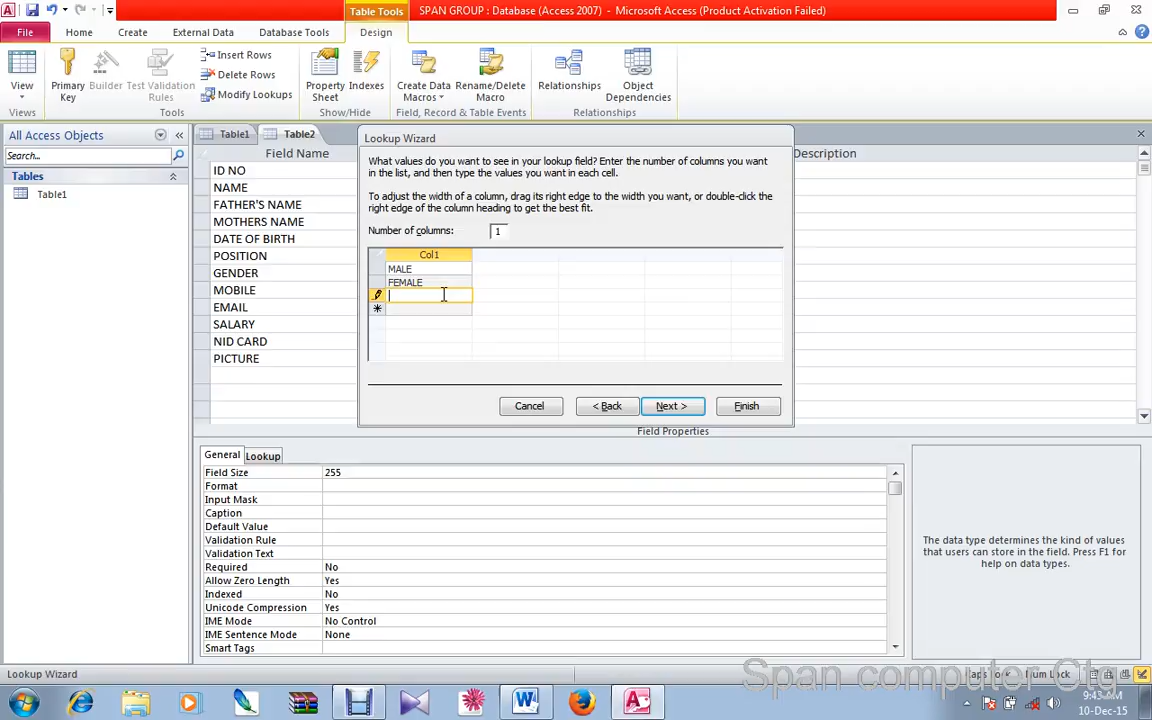 Table Tools
SPAN GROUP : Database (Access 2007) - Microsoft Access (Product Activation Failed)
File
Home
Create
External Data
Database Tools
Design
View
Primary Key
Builder
Test Validation Rules
Insert Rows
Delete Rows
Modify Lookups
Property Sheet
Indexes
Create Data Macros
Rename/Delete Macro
Relationships
Object Dependencies
Views
Tools
Show/Hide
Field, Record & Table Events
Relationships
All Access Objects
Search...
Tables
Table1
Table1
Table2
Field Name
Description
ID NO
NAME
FATHER'S NAME
MOTHERS NAME
DATE OF BIRTH
POSITION
GENDER
MOBILE
EMAIL
SALARY
NID CARD
PICTURE
Lookup Wizard
What values do you want to see in your lookup field? Enter the number of columns you want
in the list, and then type the values you want in each cell.
To adjust the width of a column, drag its right edge to the width you want, or double-click the
right edge of the column heading to get the best fit.
Number of columns: 1
Col1
MALE
FEMALE
Cancel
< Back
Next >
Finish
Field Properties
General
Lookup
Field Size 255
Format
Input Mask
Caption
Default Value
Validation Rule
Validation Text
Required No
Allow Zero Length Yes
Indexed No
Unicode Compression Yes
IME Mode No Control
IME Sentence Mode None
Smart Tags
The data type determines the kind of values
that users can store in the field. Press F1 for
help on data types.
Lookup Wizard
Num Lock
Span computer Ctg
9:43 AM
10-Dec-15